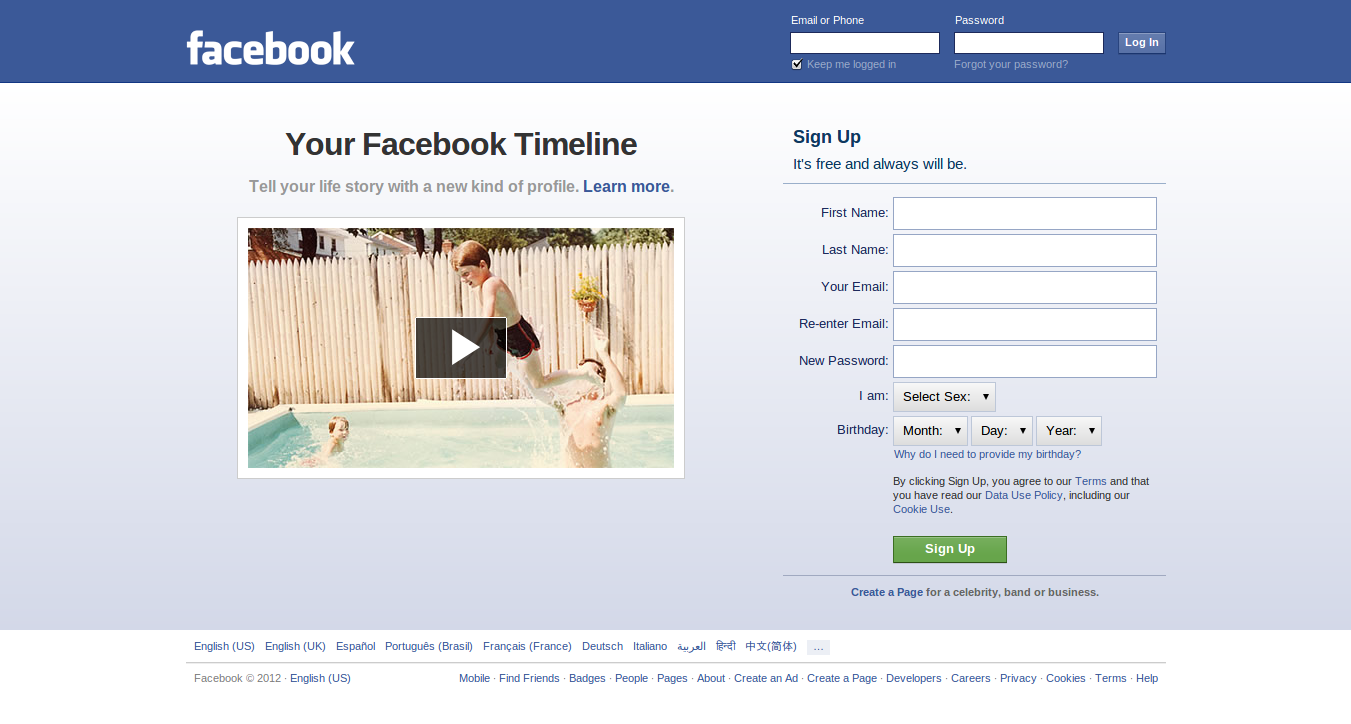 facebook
Email or Phone
Password
Log In
Keep me logged in
Forgot your password?
Your Facebook Timeline
Tell your life story with a new kind of profile. Learn more.
Sign Up
It's free and always will be.
First Name:
Last Name:
Your Email:
Re-enter Email:
New Password:
I am: Select Sex:
Birthday: Month: Day: Year:
Why do I need to provide my birthday?
By clicking Sign Up, you agree to our Terms and that
you have read our Data Use Policy, including our
Cookie Use.
Sign Up
Create a Page for a celebrity, band or business.
English (US) English (UK) Español Português (Brasil) Français (France) Deutsch Italiano العربية हिन्दी 中文(简体) ...
Facebook © 2012 · English (US)
Mobile · Find Friends · Badges · People · Pages · About · Create an Ad · Create a Page · Developers · Careers · Privacy · Cookies · Terms · Help